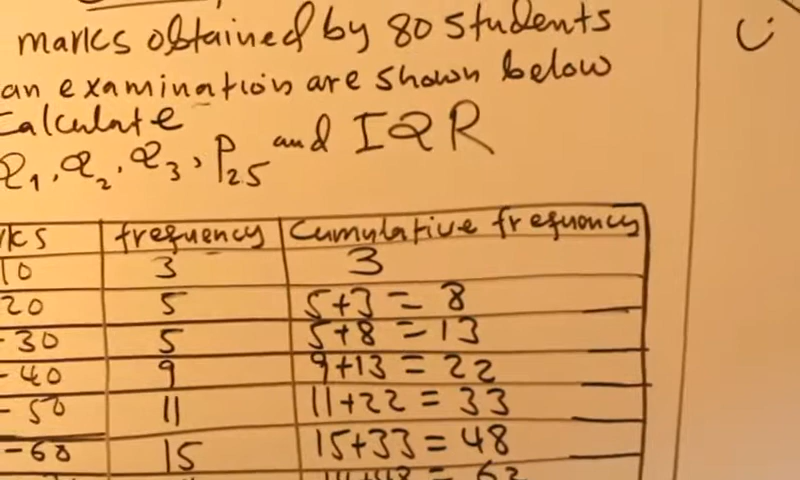 marks obtained by 80 students
an examination are shown below
Calculate
Q1, Q2, Q3, P25 and IQR
frequency cumulative frequency
10 3 3
20 5 5+3 = 8
-30 5 5+8 = 13
-40 9 9+13 = 22
-50 11 11+22 = 33
-60 15 15+33 = 48